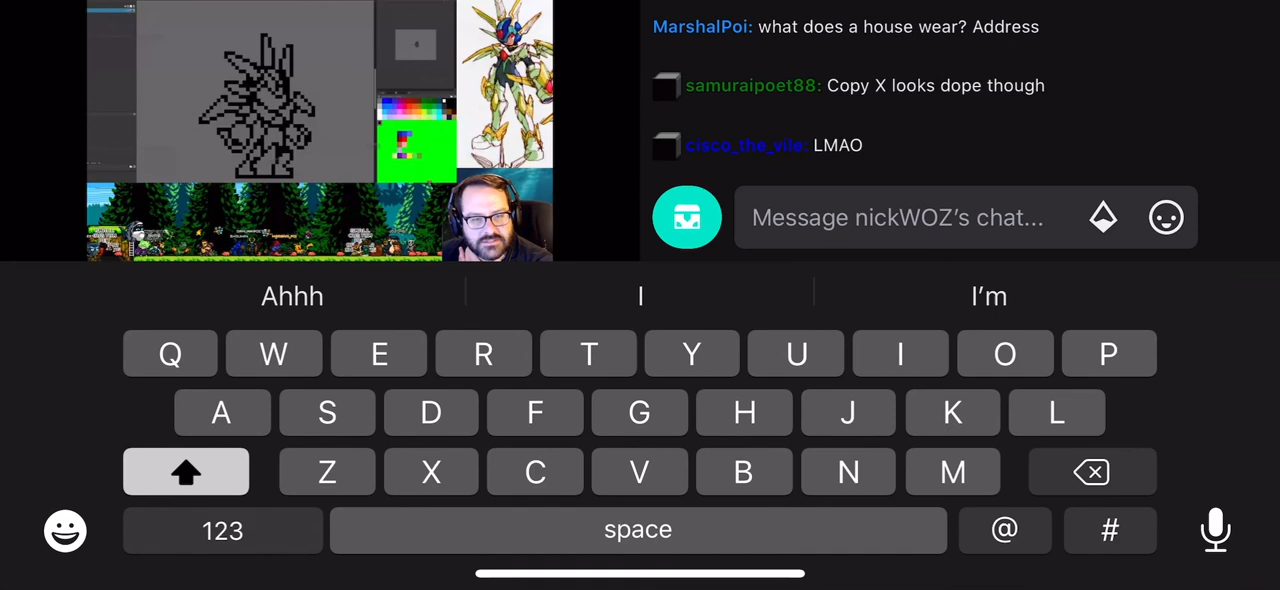 MarshalPoi: what does a house wear? Address
samuraipoet88: Copy X looks dope though
cisco_the_vile: LMAO
Message nickWOZ’s chat...
Ahhh I I’m
Q W E R T Y U I O P
A S D F G H J K L
Z X C V B N M
123 space @ #